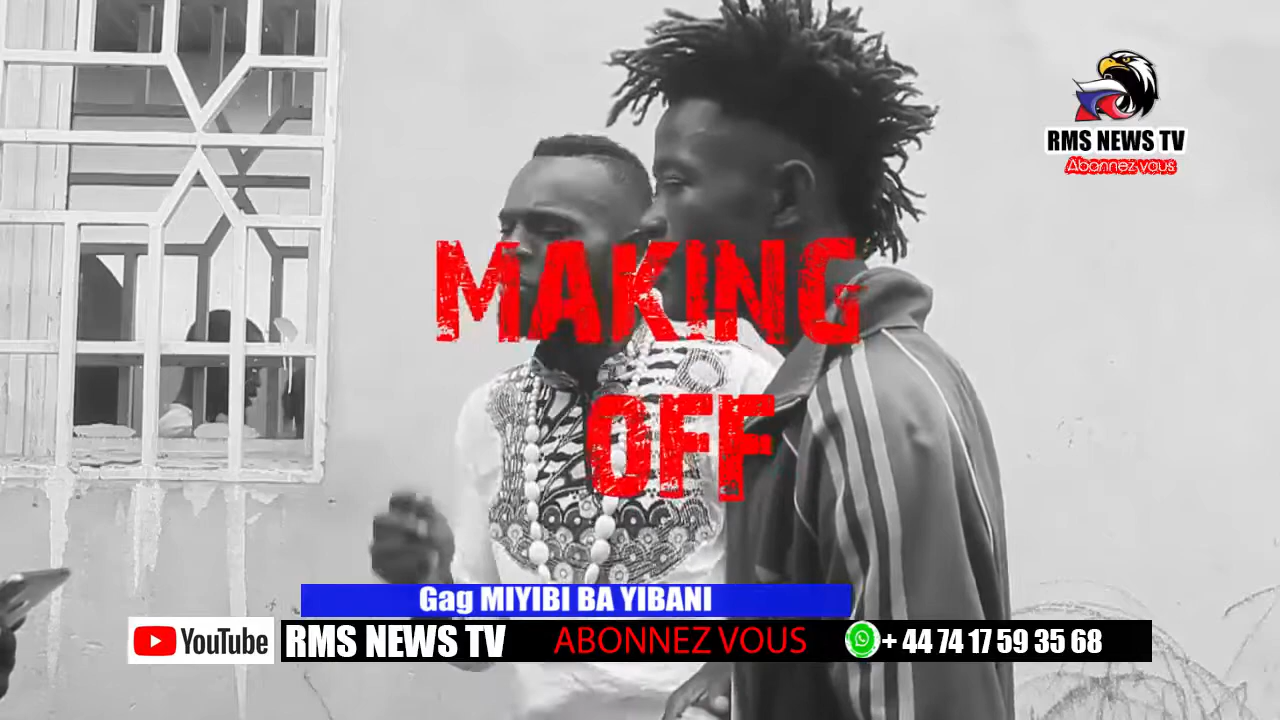 RMS NEWS TV
Abonnez vous
MAKING
OFF
Gag MIYIBI BA YIBANI
YouTube RMS NEWS TV ABONNEZ VOUS + 44 74 17 59 35 68